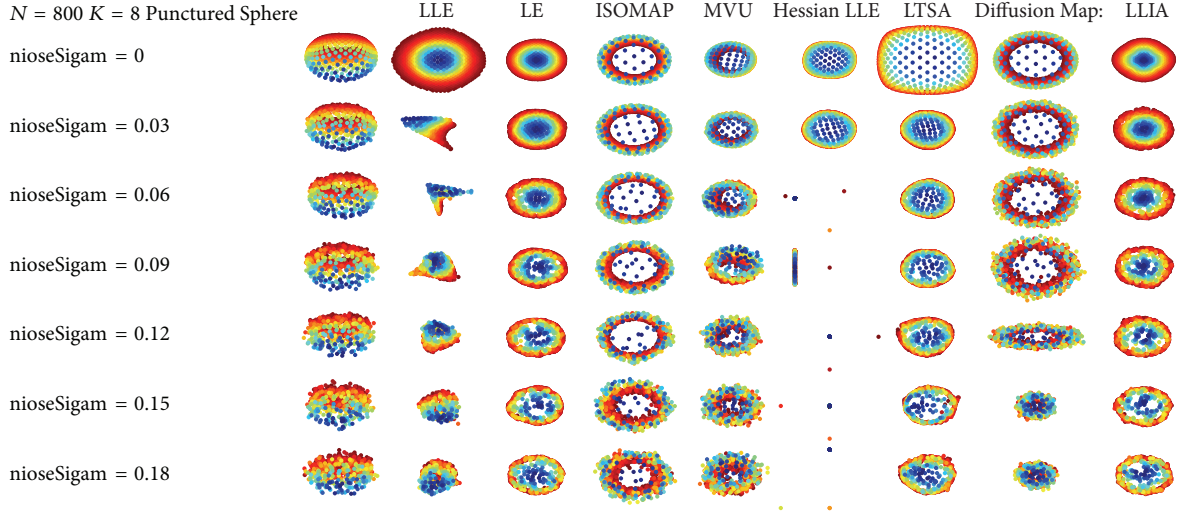 N = 800 K = 8 Punctured Sphere LLE LE ISOMAP MVU Hessian LLE LTSA Diffusion Map: LLIA
nioseSigam = 0
nioseSigam = 0.03
nioseSigam = 0.06
nioseSigam = 0.09
nioseSigam = 0.12
nioseSigam = 0.15
nioseSigam = 0.18